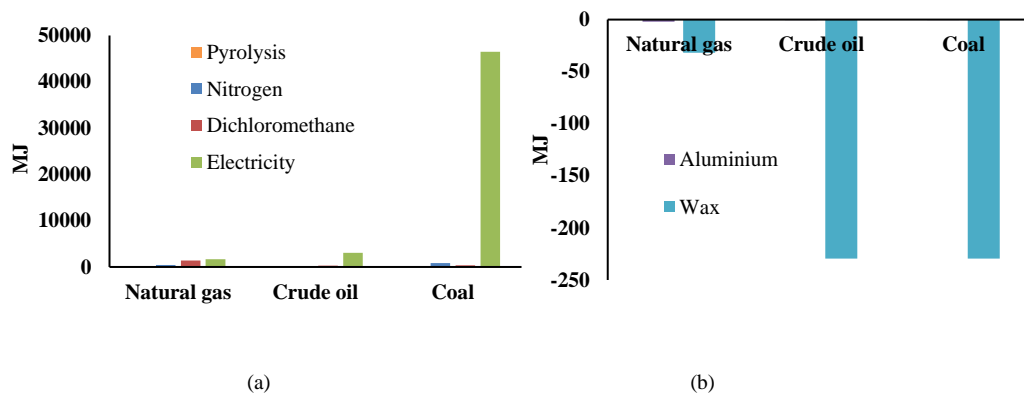 50000
40000
30000
20000
10000
0
MJ
Pyrolysis
Nitrogen
Dichloromethane
Electricity
Natural gas Crude oil Coal
(a)
0
-50
-100
-150
-200
-250
MJ
Natural gas Crude oil Coal
Aluminium
Wax
(b)